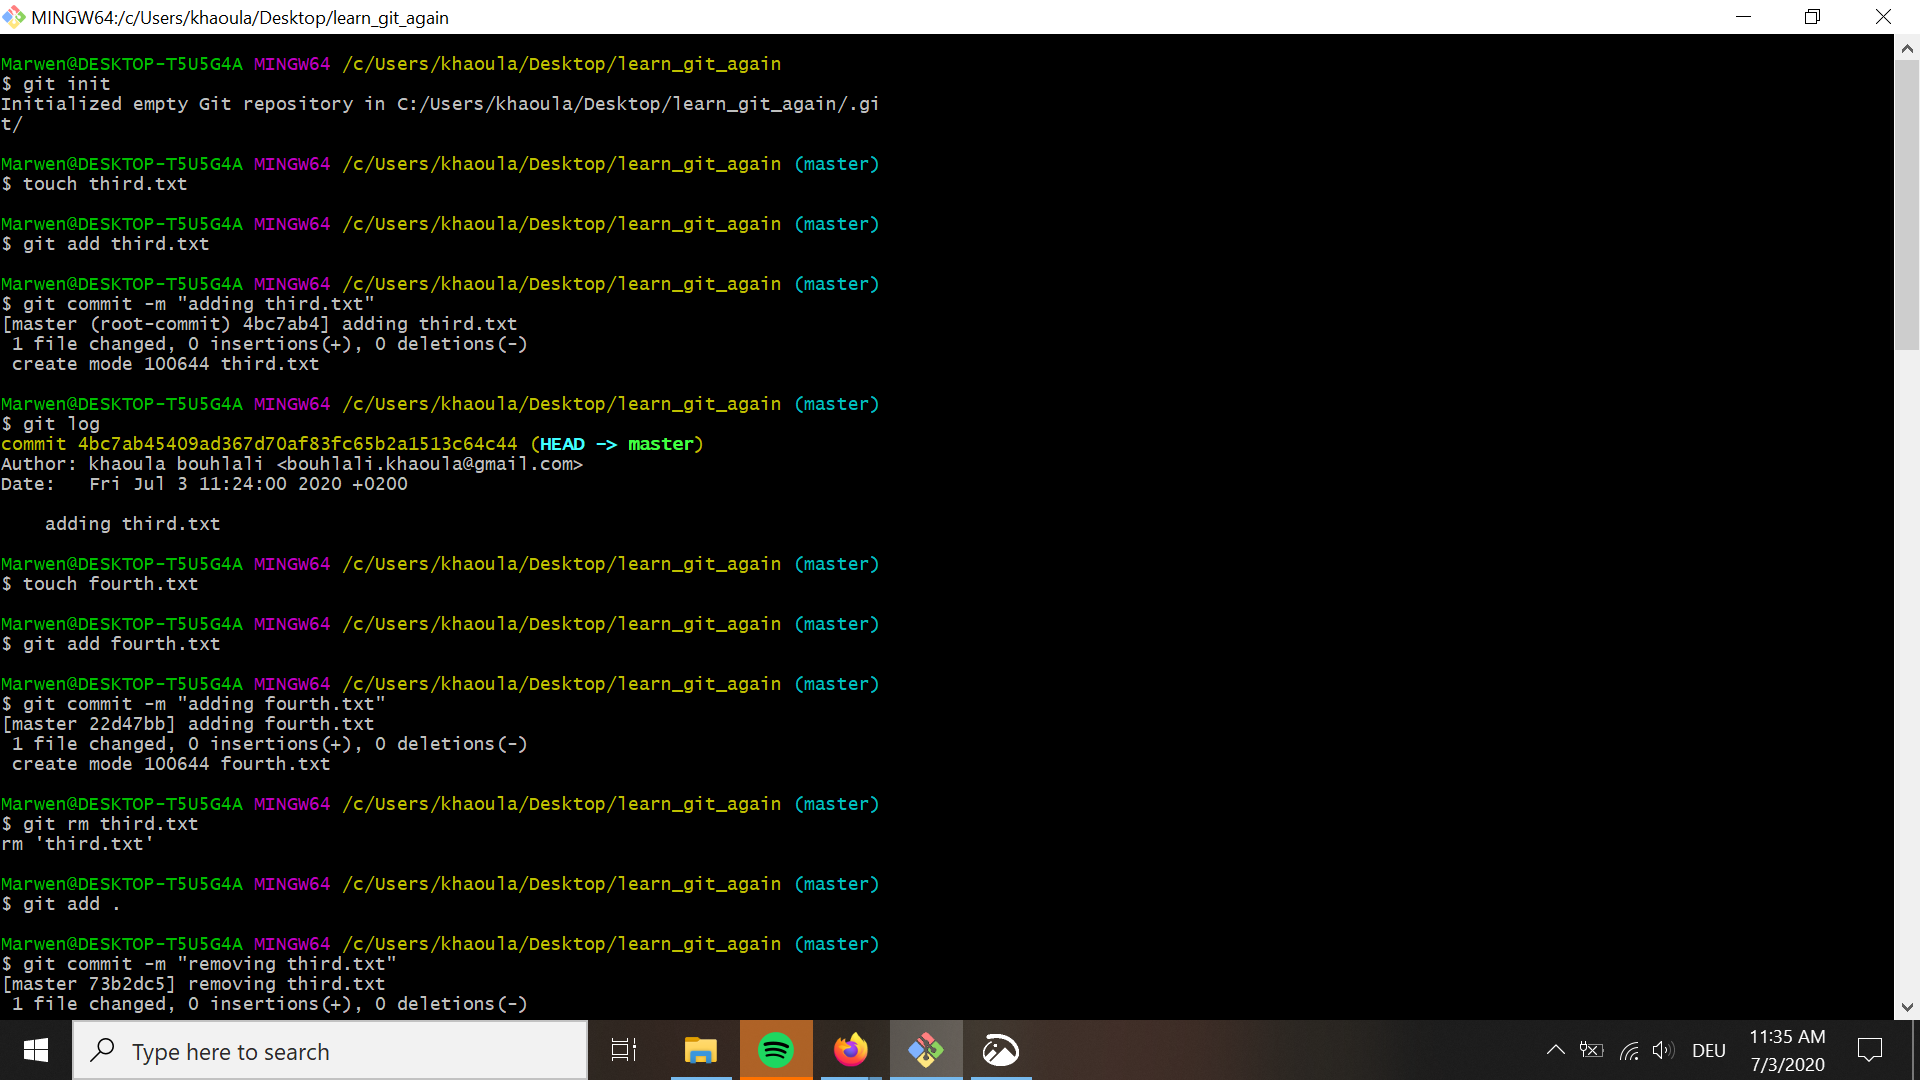 MINGW64:/c/Users/khaoula/Desktop/learn_git_again
Marwen@DESKTOP-T5U5G4A MINGW64 /c/Users/khaoula/Desktop/learn_git_again
$ git init
Initialized empty Git repository in C:/Users/khaoula/Desktop/learn_git_again/.gi
t/
Marwen@DESKTOP-T5U5G4A MINGW64 /c/Users/khaoula/Desktop/learn_git_again (master)
$ touch third.txt
Marwen@DESKTOP-T5U5G4A MINGW64 /c/Users/khaoula/Desktop/learn_git_again (master)
$ git add third.txt
Marwen@DESKTOP-T5U5G4A MINGW64 /c/Users/khaoula/Desktop/learn_git_again (master)
$ git commit -m "adding third.txt"
[master (root-commit) 4bc7ab4] adding third.txt
1 file changed, 0 insertions(+), 0 deletions(-)
create mode 100644 third.txt
Marwen@DESKTOP-T5U5G4A MINGW64 /c/Users/khaoula/Desktop/learn_git_again (master)
$ git log
commit 4bc7ab45409ad367d70af83fc65b2a1513c64c44 (HEAD -> master)
Author: khaoula bouhlali <bouhlali.khaoula@gmail.com>
Date:   Fri Jul 3 11:24:00 2020 +0200
adding third.txt
Marwen@DESKTOP-T5U5G4A MINGW64 /c/Users/khaoula/Desktop/learn_git_again (master)
$ touch fourth.txt
Marwen@DESKTOP-T5U5G4A MINGW64 /c/Users/khaoula/Desktop/learn_git_again (master)
$ git add fourth.txt
Marwen@DESKTOP-T5U5G4A MINGW64 /c/Users/khaoula/Desktop/learn_git_again (master)
$ git commit -m "adding fourth.txt"
[master 22d47bb] adding fourth.txt
1 file changed, 0 insertions(+), 0 deletions(-)
create mode 100644 fourth.txt
Marwen@DESKTOP-T5U5G4A MINGW64 /c/Users/khaoula/Desktop/learn_git_again (master)
$ git rm third.txt
rm 'third.txt'
Marwen@DESKTOP-T5U5G4A MINGW64 /c/Users/khaoula/Desktop/learn_git_again (master)
$ git add .
Marwen@DESKTOP-T5U5G4A MINGW64 /c/Users/khaoula/Desktop/learn_git_again (master)
$ git commit -m "removing third.txt"
[master 73b2dc5] removing third.txt
1 file changed, 0 insertions(+), 0 deletions(-)
Type here to search
DEU
11:35 AM
7/3/2020